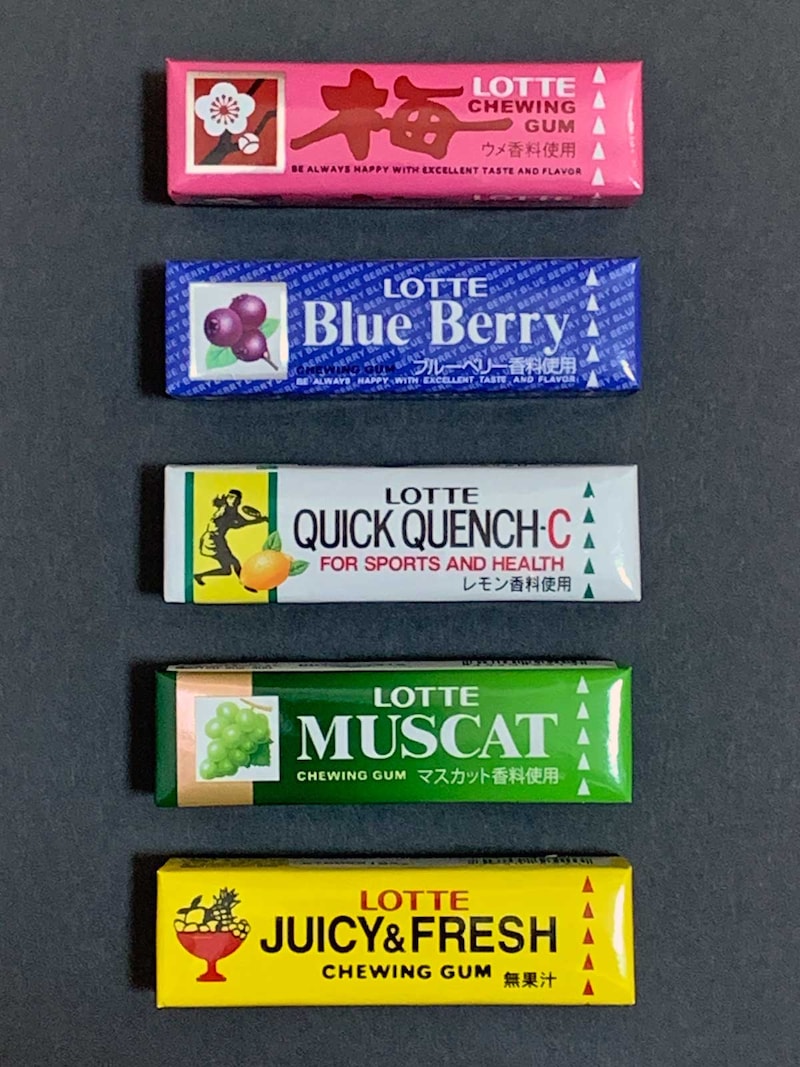 梅
LOTTE
CHEWING
GUM
ウメ香料使用
BE ALWAYS HAPPY WITH EXCELLENT TASTE AND FLAVOR
LOTTE
Blue Berry
CHEWING GUM ブルーベリー香料使用
BE ALWAYS HAPPY WITH EXCELLENT TASTE AND FLAVOR
LOTTE
QUICK QUENCH-C
FOR SPORTS AND HEALTH
レモン香料使用
LOTTE
MUSCAT
CHEWING GUM マスカット香料使用
LOTTE
JUICY&FRESH
CHEWING GUM 無果汁